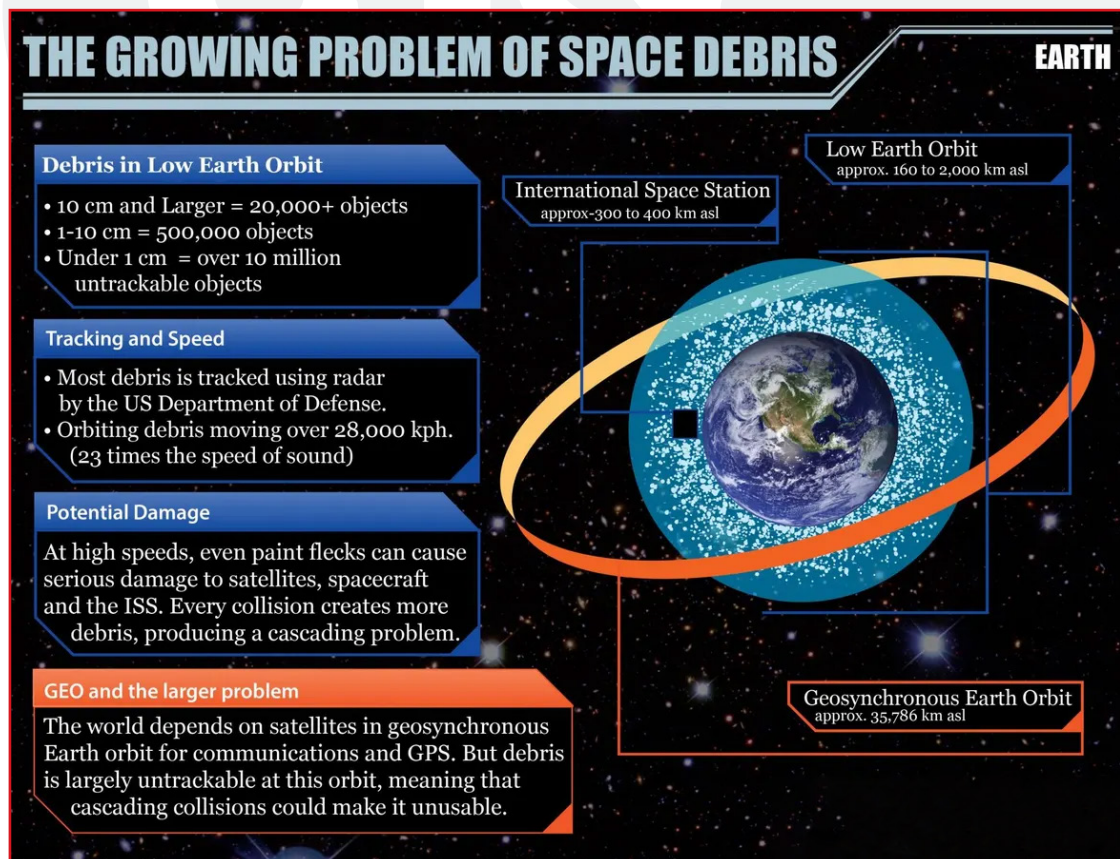 THE GROWING PROBLEM OF SPACE DEBRIS
EARTH
Debris in Low Earth Orbit
• 10 cm and Larger = 20,000+ objects
• 1-10 cm = 500,000 objects
• Under 1 cm = over 10 million
untrackable objects
Tracking and Speed
• Most debris is tracked using radar
by the US Department of Defense.
• Orbiting debris moving over 28,000 kph.
(23 times the speed of sound)
Potential Damage
At high speeds, even paint flecks can cause
serious damage to satellites, spacecraft
and the ISS. Every collision creates more
debris, producing a cascading problem.
GEO and the larger problem
The world depends on satellites in geosynchronous
Earth orbit for communications and GPS. But debris
is largely untrackable at this orbit, meaning that
cascading collisions could make it unusable.
International Space Station
approx-300 to 400 km asl
Low Earth Orbit
approx. 160 to 2,000 km asl
Geosynchronous Earth Orbit
approx. 35,786 km asl